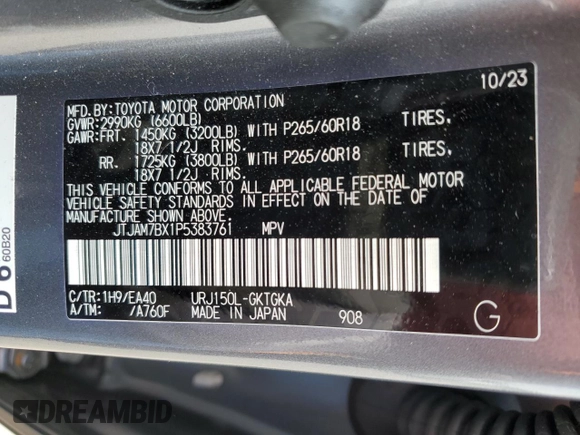 10/23
MFD.BY:TOYOTA MOTOR CORPORATION
GVWR:2990KG (6600LB)
GAWR:FRT. 1450KG (3200LB) WITH P265/60R18 TIRES,
18X7 1/2J RIMS.
RR. 1725KG (3800LB) WITH P265/60R18 TIRES,
18X7 1/2J RIMS.
THIS VEHICLE CONFORMS TO ALL APPLICABLE FEDERAL MOTOR
VEHICLE SAFETY STANDARDS IN EFFECT ON THE DATE OF
MANUFACTURE SHOWN ABOVE.
JTJAM7BX1P5383761 MPV
C/TR:1H9/EA40 URJ150L-GKTGKA
A/TM: /A760F MADE IN JAPAN 908
G
D 6
60B20
DREAMBID